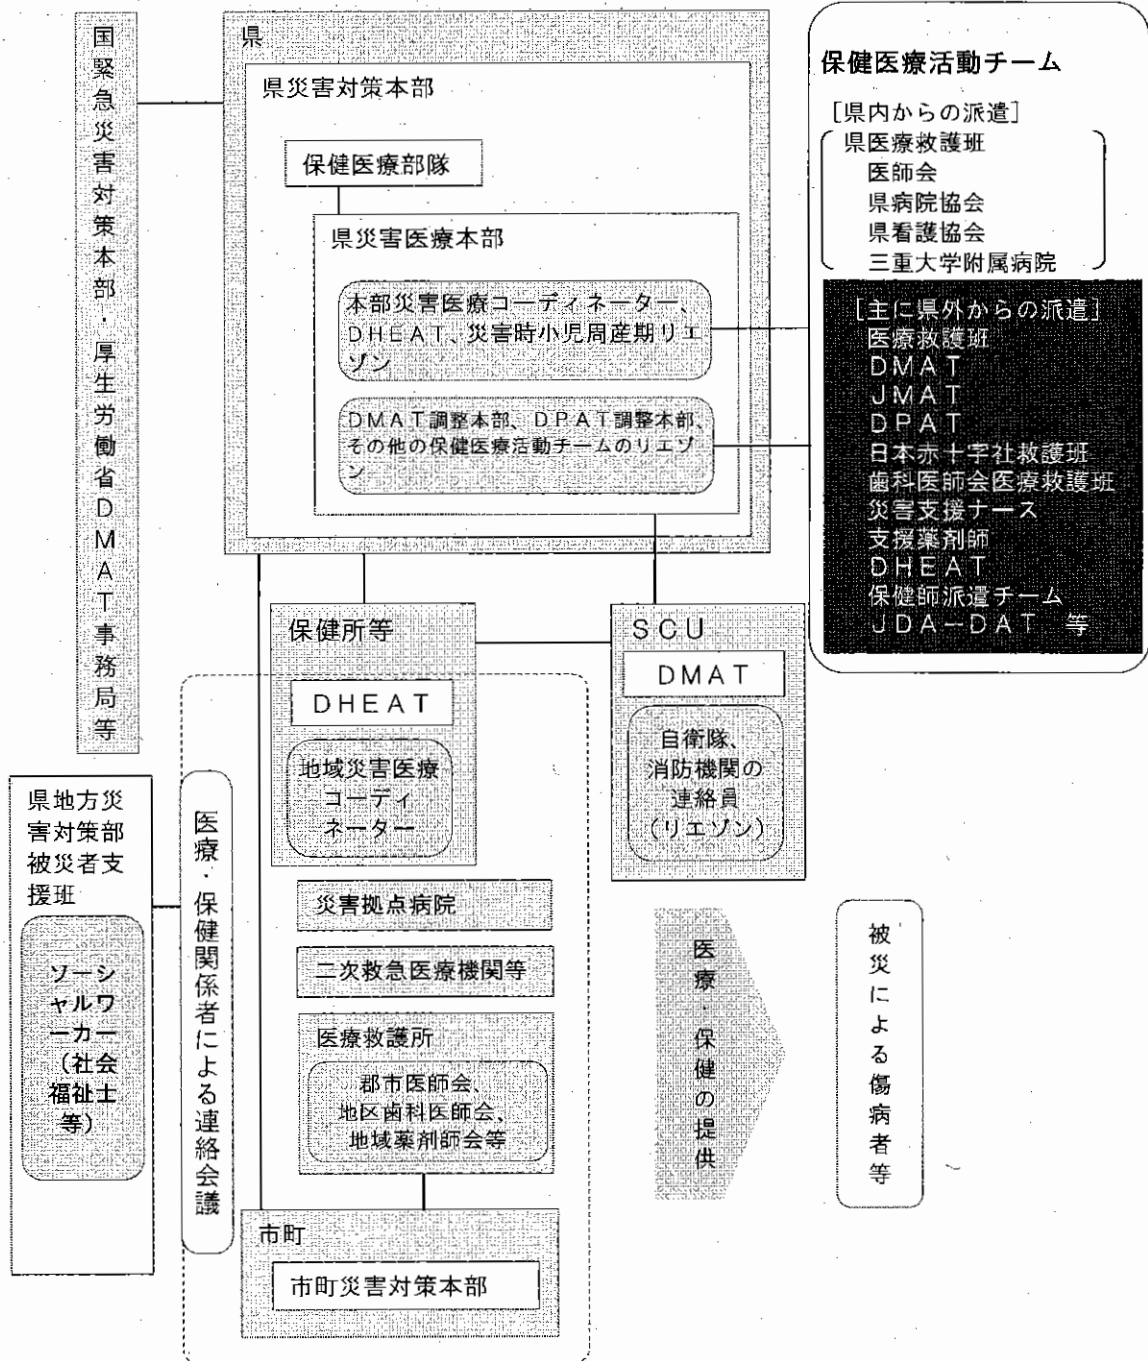 国緊急災害対策本部・厚生労働省DMAT事務局等
県
県災害対策本部
保健医療部隊
県災害医療本部
本部災害医療コーディネーター、
DHEAT、災害時小児周産期リエ
ゾン
DMAT調整本部、DPAT調整本部、
その他の保健医療活動チームのリエゾ
ン
保健医療活動チーム
[県内からの派遣]
県医療救護班
医師会
県病院協会
県看護協会
三重大学附属病院
[主に県外からの派遣]
医療救護班
DMAT
JMAT
DPAT
日本赤十字社救護班
歯科医師会医療救護班
災害支援ナース
支援薬剤師
DHEAT
保健師派遣チーム
JDA-DAT 等
保健所等
DHEAT
地域災害医療
コーディ
ネーター
SCU
DMAT
自衛隊、
消防機関の
連絡員
(リエゾン)
県地方災
害対策部
被災者支
援班
ソーシ
ャルワ
ーカー
(社会
福祉士
等)
医療・保健関係者による連絡会議
災害拠点病院
二次救急医療機関等
医療救護所
郡市医師会、
地区歯科医師会、
地域薬剤師会等
市町
市町災害対策本部
医療・保健の提供
被災による傷病者等